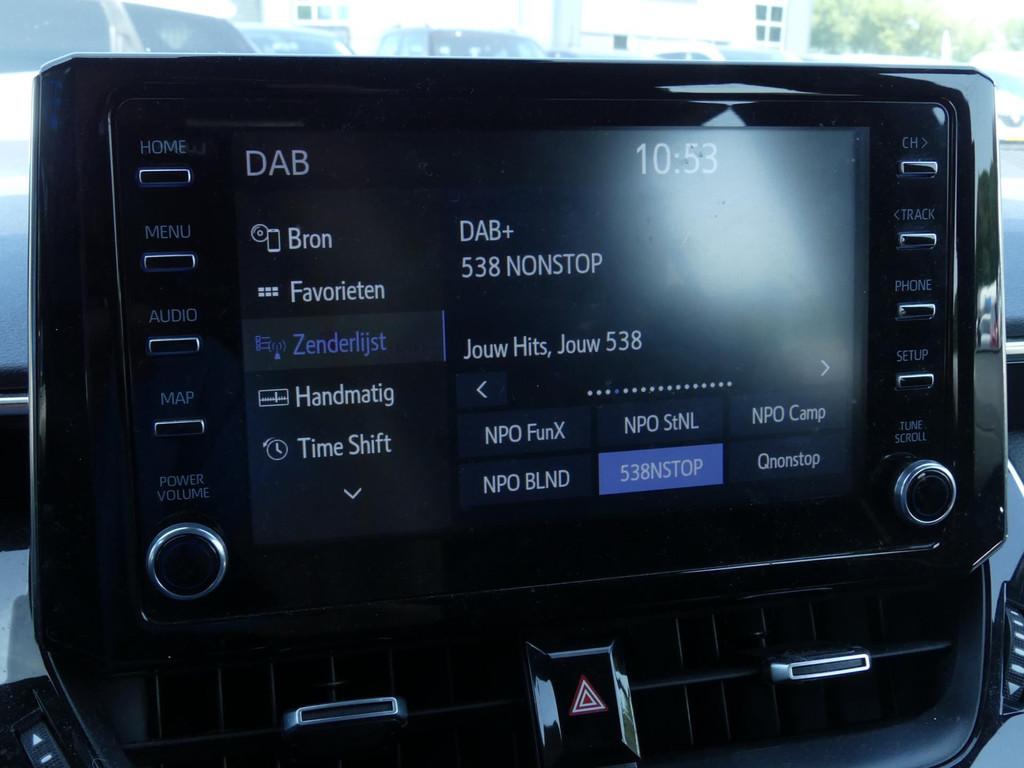 HOME
MENU
AUDIO
MAP
POWER
VOLUME
DAB
10:53
Bron
Favorieten
Zenderlijst
Handmatig
Time Shift
DAB+
538 NONSTOP
Jouw Hits, Jouw 538
NPO FunX
NPO StNL
NPO Camp
NPO BLND
538NSTOP
Qnonstop
CH>
<TRACK
PHONE
SETUP
TUNE
SCROLL